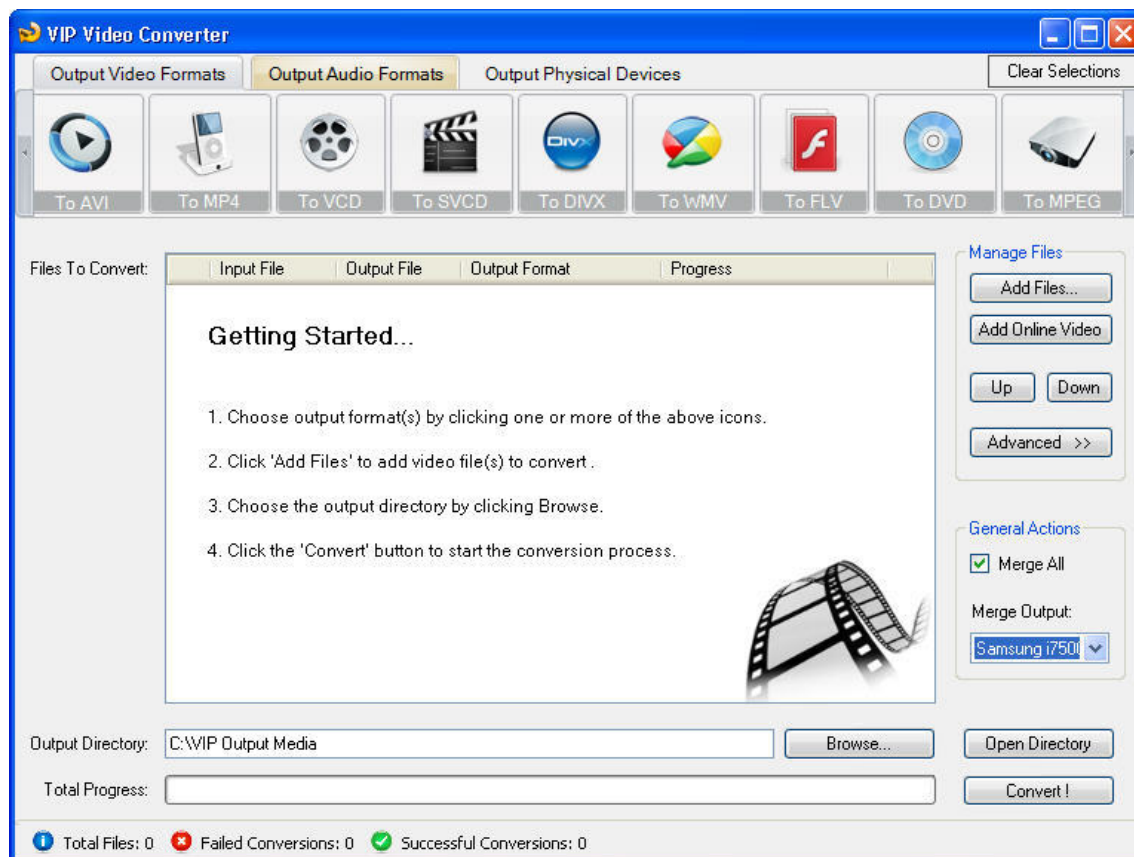 VIP Video Converter
Output Video Formats Output Audio Formats Output Physical Devices Clear Selections
DIVX
To AVI To MP4 To VCD To SVCD To DIVX To WMV To FLV To DVD To MPEG
Files To Convert: Input File Output File Output Format Progress
Manage Files
Add Files...
Getting Started...
Add Online Video
Up Down
1. Choose output format(s) by clicking one or more of the above icons.
Advanced >>
2. Click 'Add Files' to add video file(s) to convert .
3. Choose the output directory by clicking Browse.
General Actions
4. Click the 'Convert' button to start the conversion process.
Merge All
Merge Output:
Samsung i7500
Output Directory: C:\VIP Output Media Browse... Open Directory
Total Progress: Convert !
Total Files: 0 Failed Conversions: 0 Successful Conversions: 0